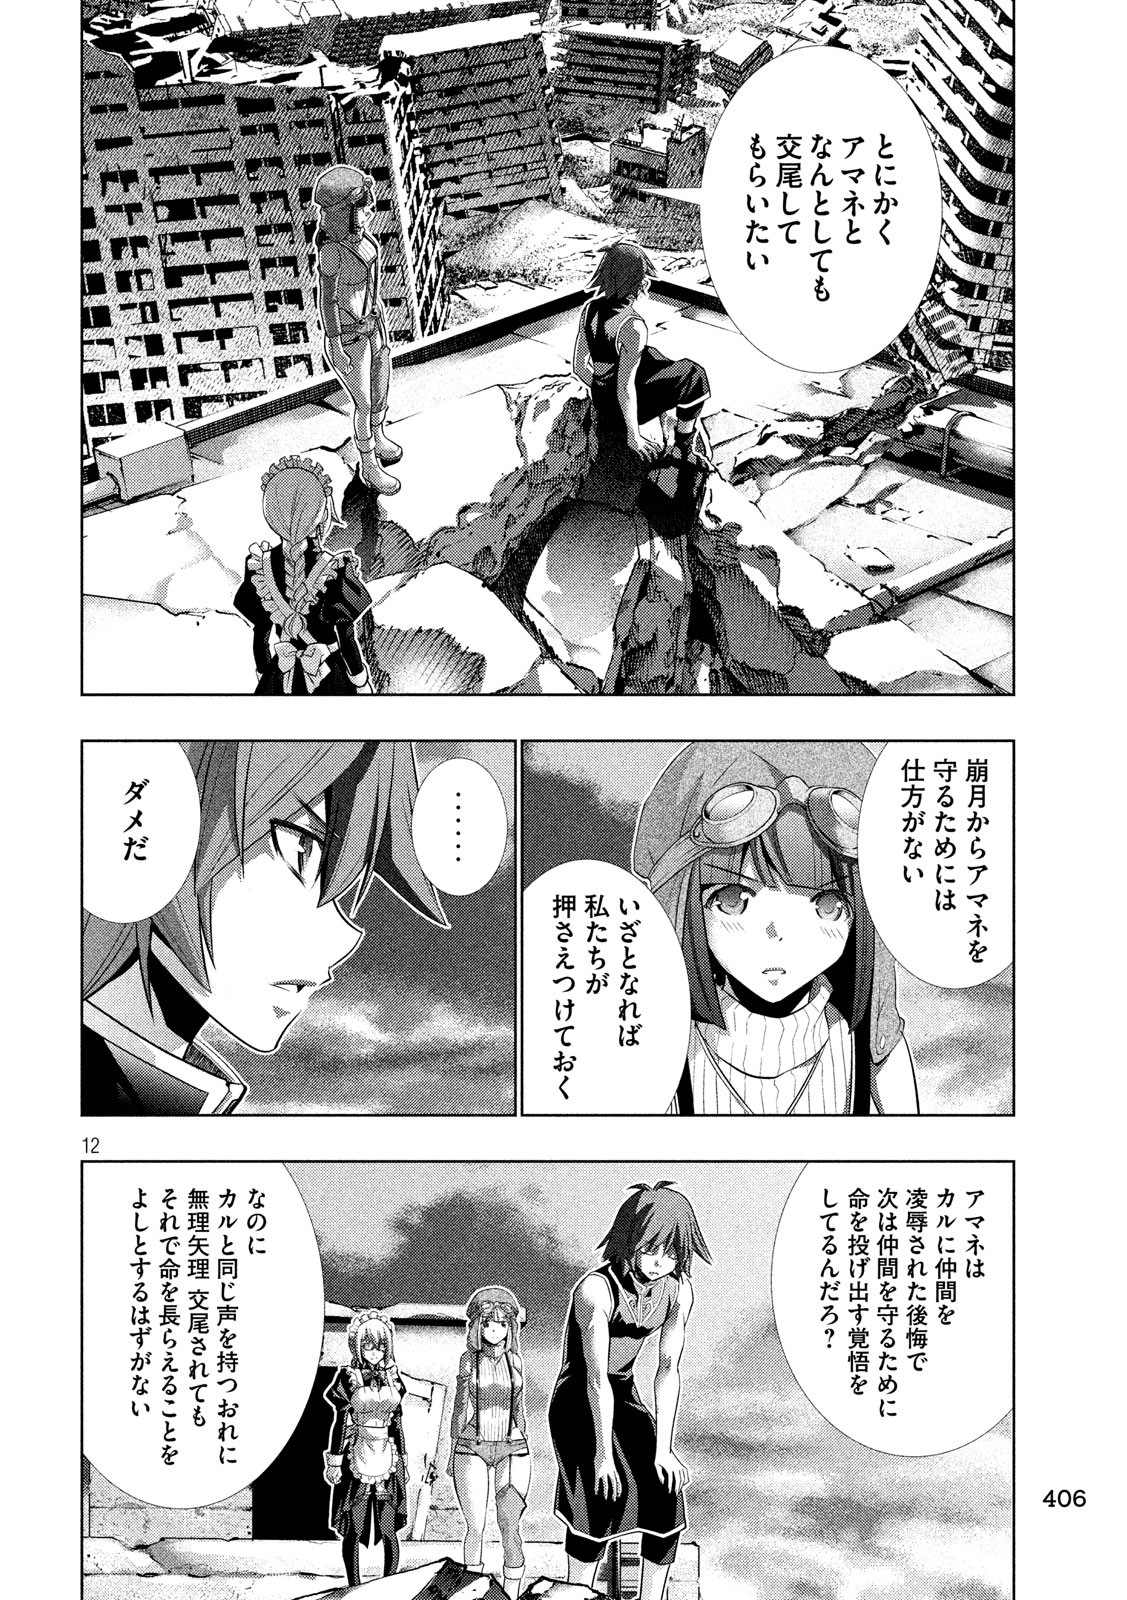 とにかく
アマネと
なんとしても
交尾して
もらいたい
崩月からアマネを
守るためには
仕方がない
いざとなれば
私たちが
押さえつけておく
……
ダメだ
12
アマネは
カルに仲間を
凌辱された後悔で
次は仲間を守るために
命を投げ出す覚悟を
してるんだろ?
なのに
カルと同じ声を持つおれに
無理矢理 交尾されても
それで命を長らえることを
よしとするはずがない
406